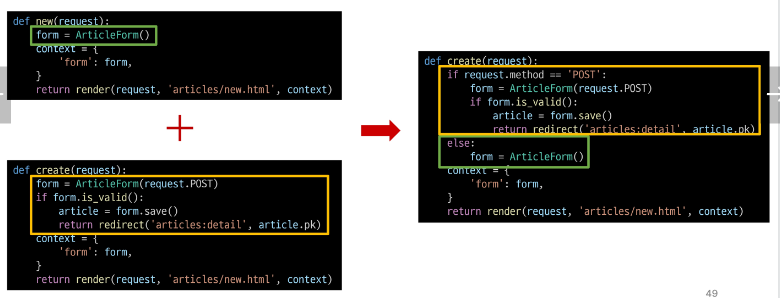 def new(request):
    form = ArticleForm()
    context = {
        'form': form,
    }
    return render(request, 'articles/new.html', context)
def create(request):
    form = ArticleForm(request.POST)
    if form.is_valid():
        article = form.save()
        return redirect('articles:detail', article.pk)
    context = {
        'form': form,
    }
    return render(request, 'articles/new.html', context)
def create(request):
    if request.method == 'POST':
        form = ArticleForm(request.POST)
        if form.is_valid():
            article = form.save()
            return redirect('articles:detail', article.pk)
    else:
        form = ArticleForm()
    context = {
        'form': form,
    }
    return render(request, 'articles/new.html', context)
49